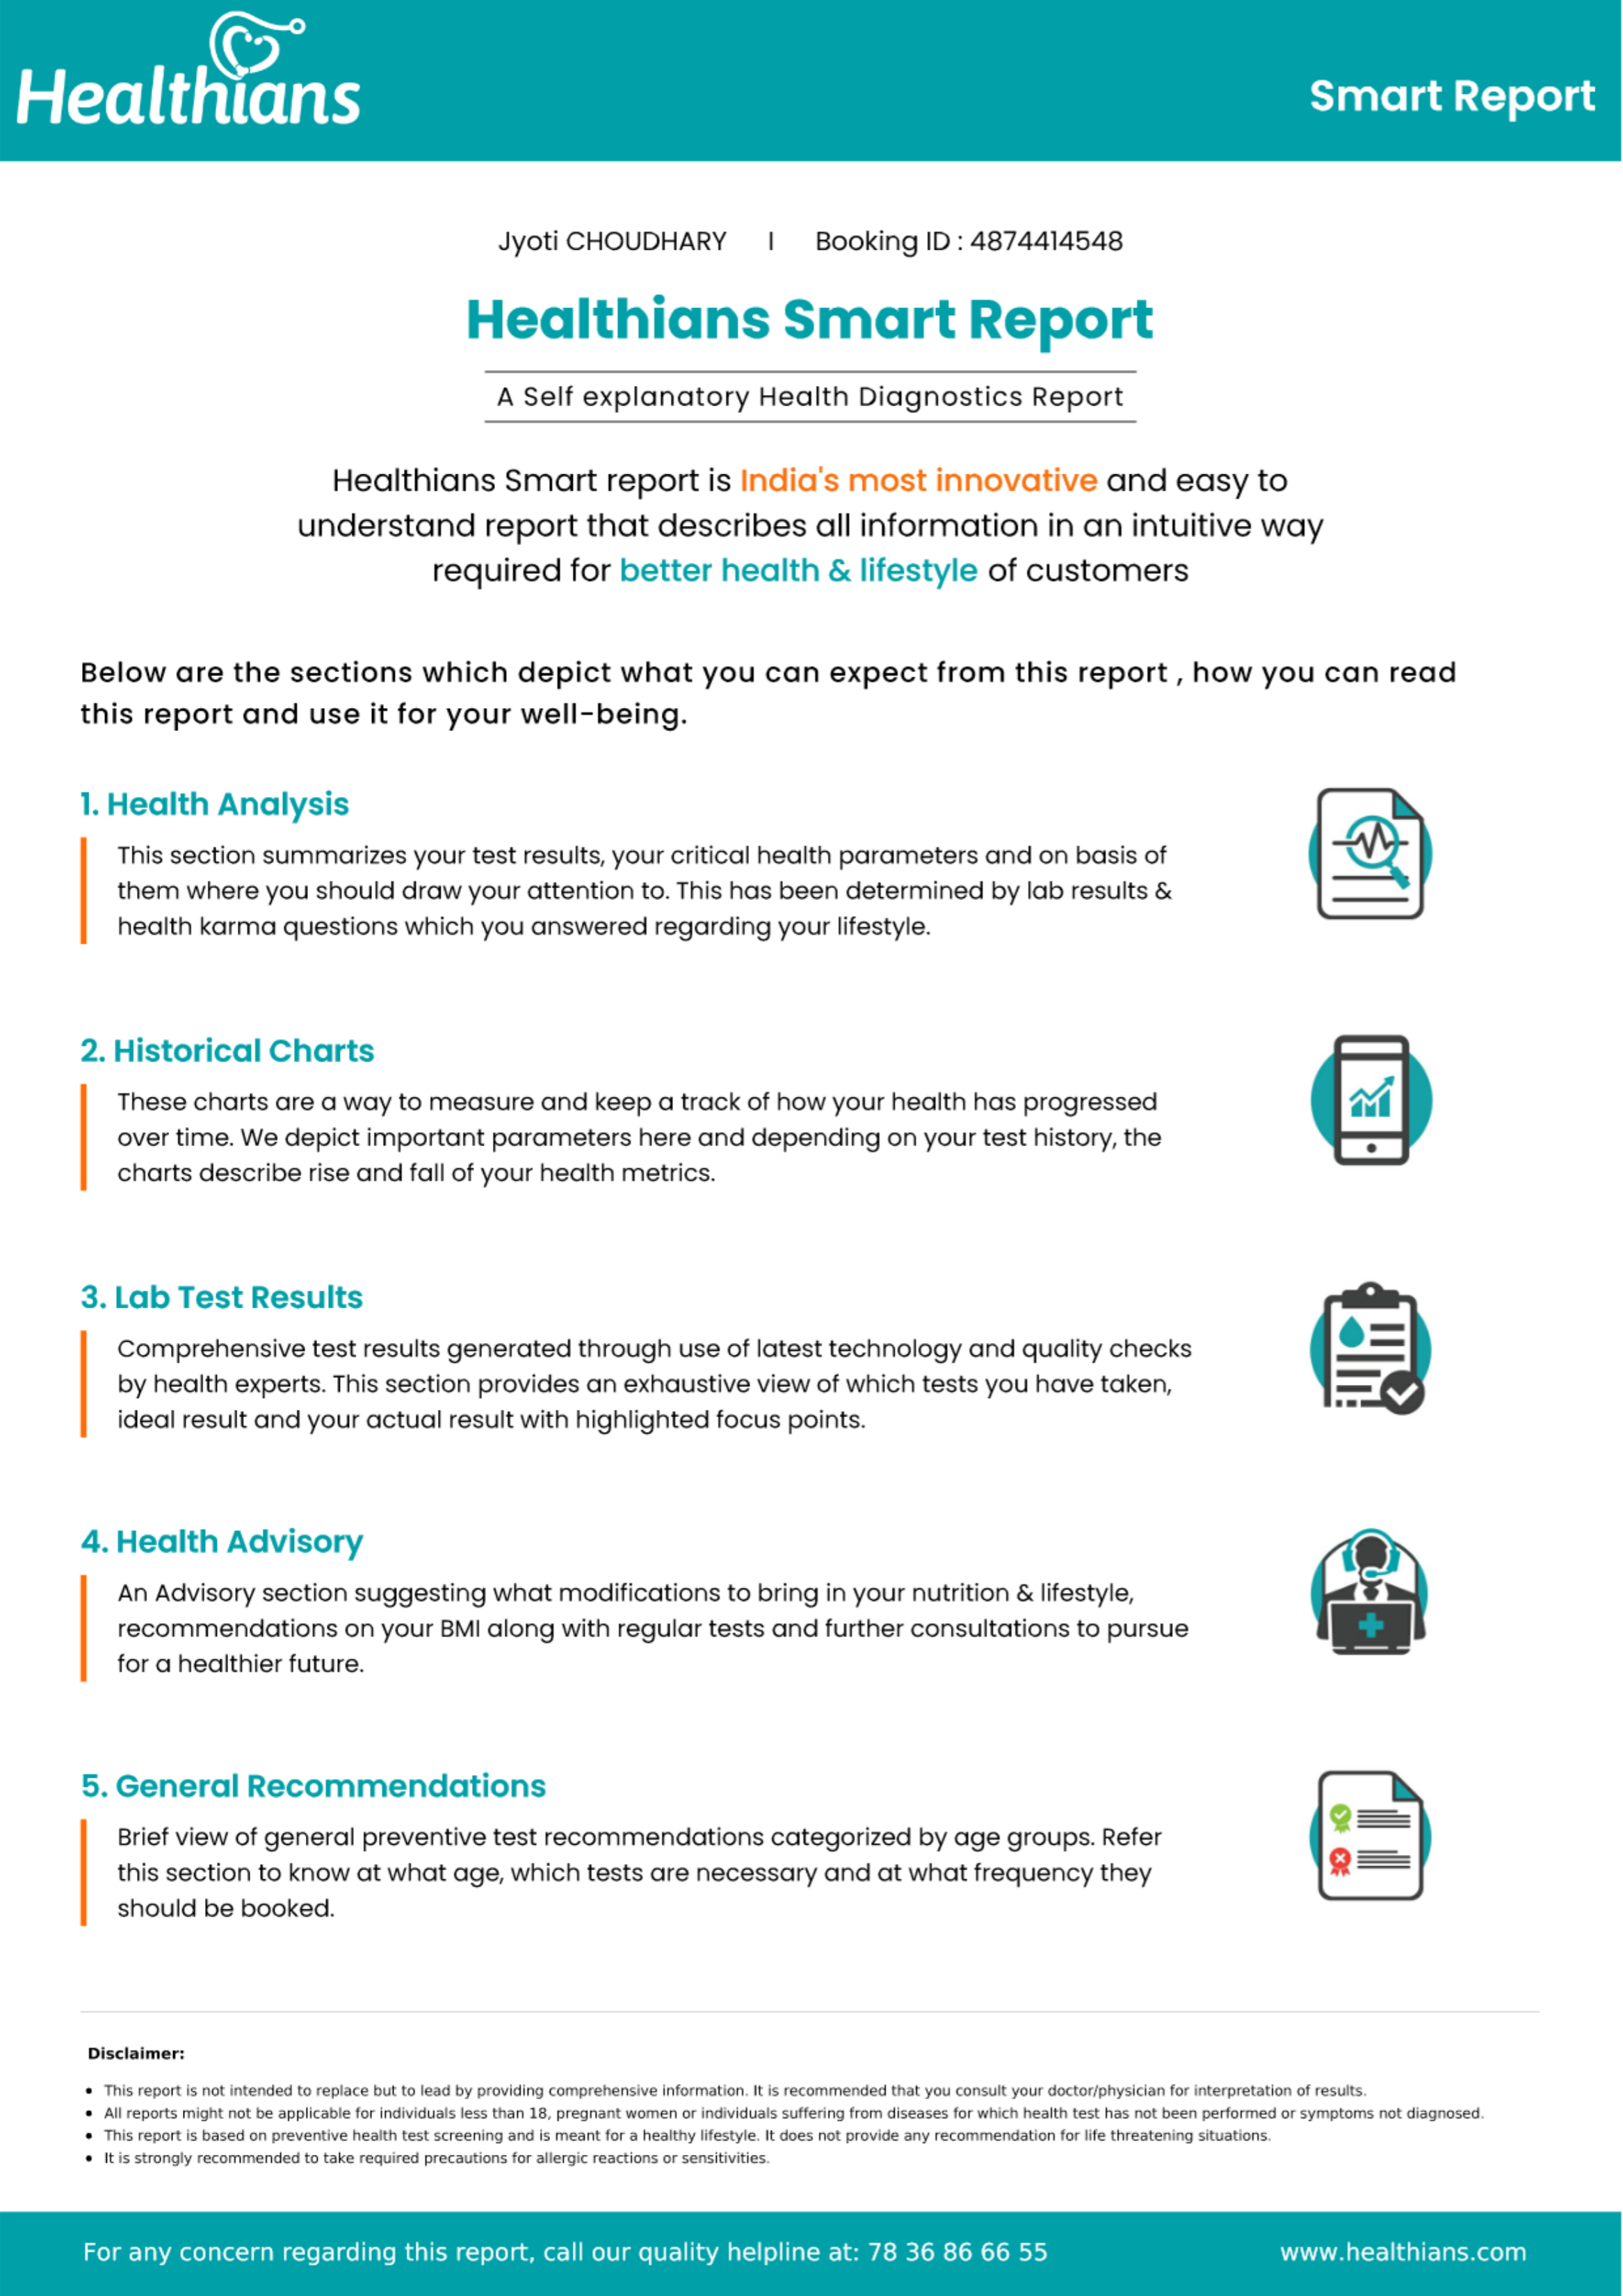 Healthians
Smart Report
Jyoti CHOUDHARY | Booking ID : 4874414548
Healthians Smart Report
A Self explanatory Health Diagnostics Report
Healthians Smart report is India's most innovative and easy to
understand report that describes all information in an intuitive way
required for better health & lifestyle of customers
Below are the sections which depict what you can expect from this report , how you can read
this report and use it for your well-being.
1. Health Analysis
This section summarizes your test results, your critical health parameters and on basis of
them where you should draw your attention to. This has been determined by lab results &
health karma questions which you answered regarding your lifestyle.
2. Historical Charts
These charts are a way to measure and keep a track of how your health has progressed
over time. We depict important parameters here and depending on your test history, the
charts describe rise and fall of your health metrics.
3. Lab Test Results
Comprehensive test results generated through use of latest technology and quality checks
by health experts. This section provides an exhaustive view of which tests you have taken,
ideal result and your actual result with highlighted focus points.
4. Health Advisory
An Advisory section suggesting what modifications to bring in your nutrition & lifestyle,
recommendations on your BMI along with regular tests and further consultations to pursue
for a healthier future.
5. General Recommendations
Brief view of general preventive test recommendations categorized by age groups. Refer
this section to know at what age, which tests are necessary and at what frequency they
should be booked.
Disclaimer:
• This report is not intended to replace but to lead by providing comprehensive information. It is recommended that you consult your doctor/physician for interpretation of results.
• All reports might not be applicable for individuals less than 18, pregnant women or individuals suffering from diseases for which health test has not been performed or symptoms not diagnosed.
• This report is based on preventive health test screening and is meant for a healthy lifestyle. It does not provide any recommendation for life threatening situations.
• It is strongly recommended to take required precautions for allergic reactions or sensitivities.
For any concern regarding this report, call our quality helpline at: 78 36 86 66 55
www.healthians.com